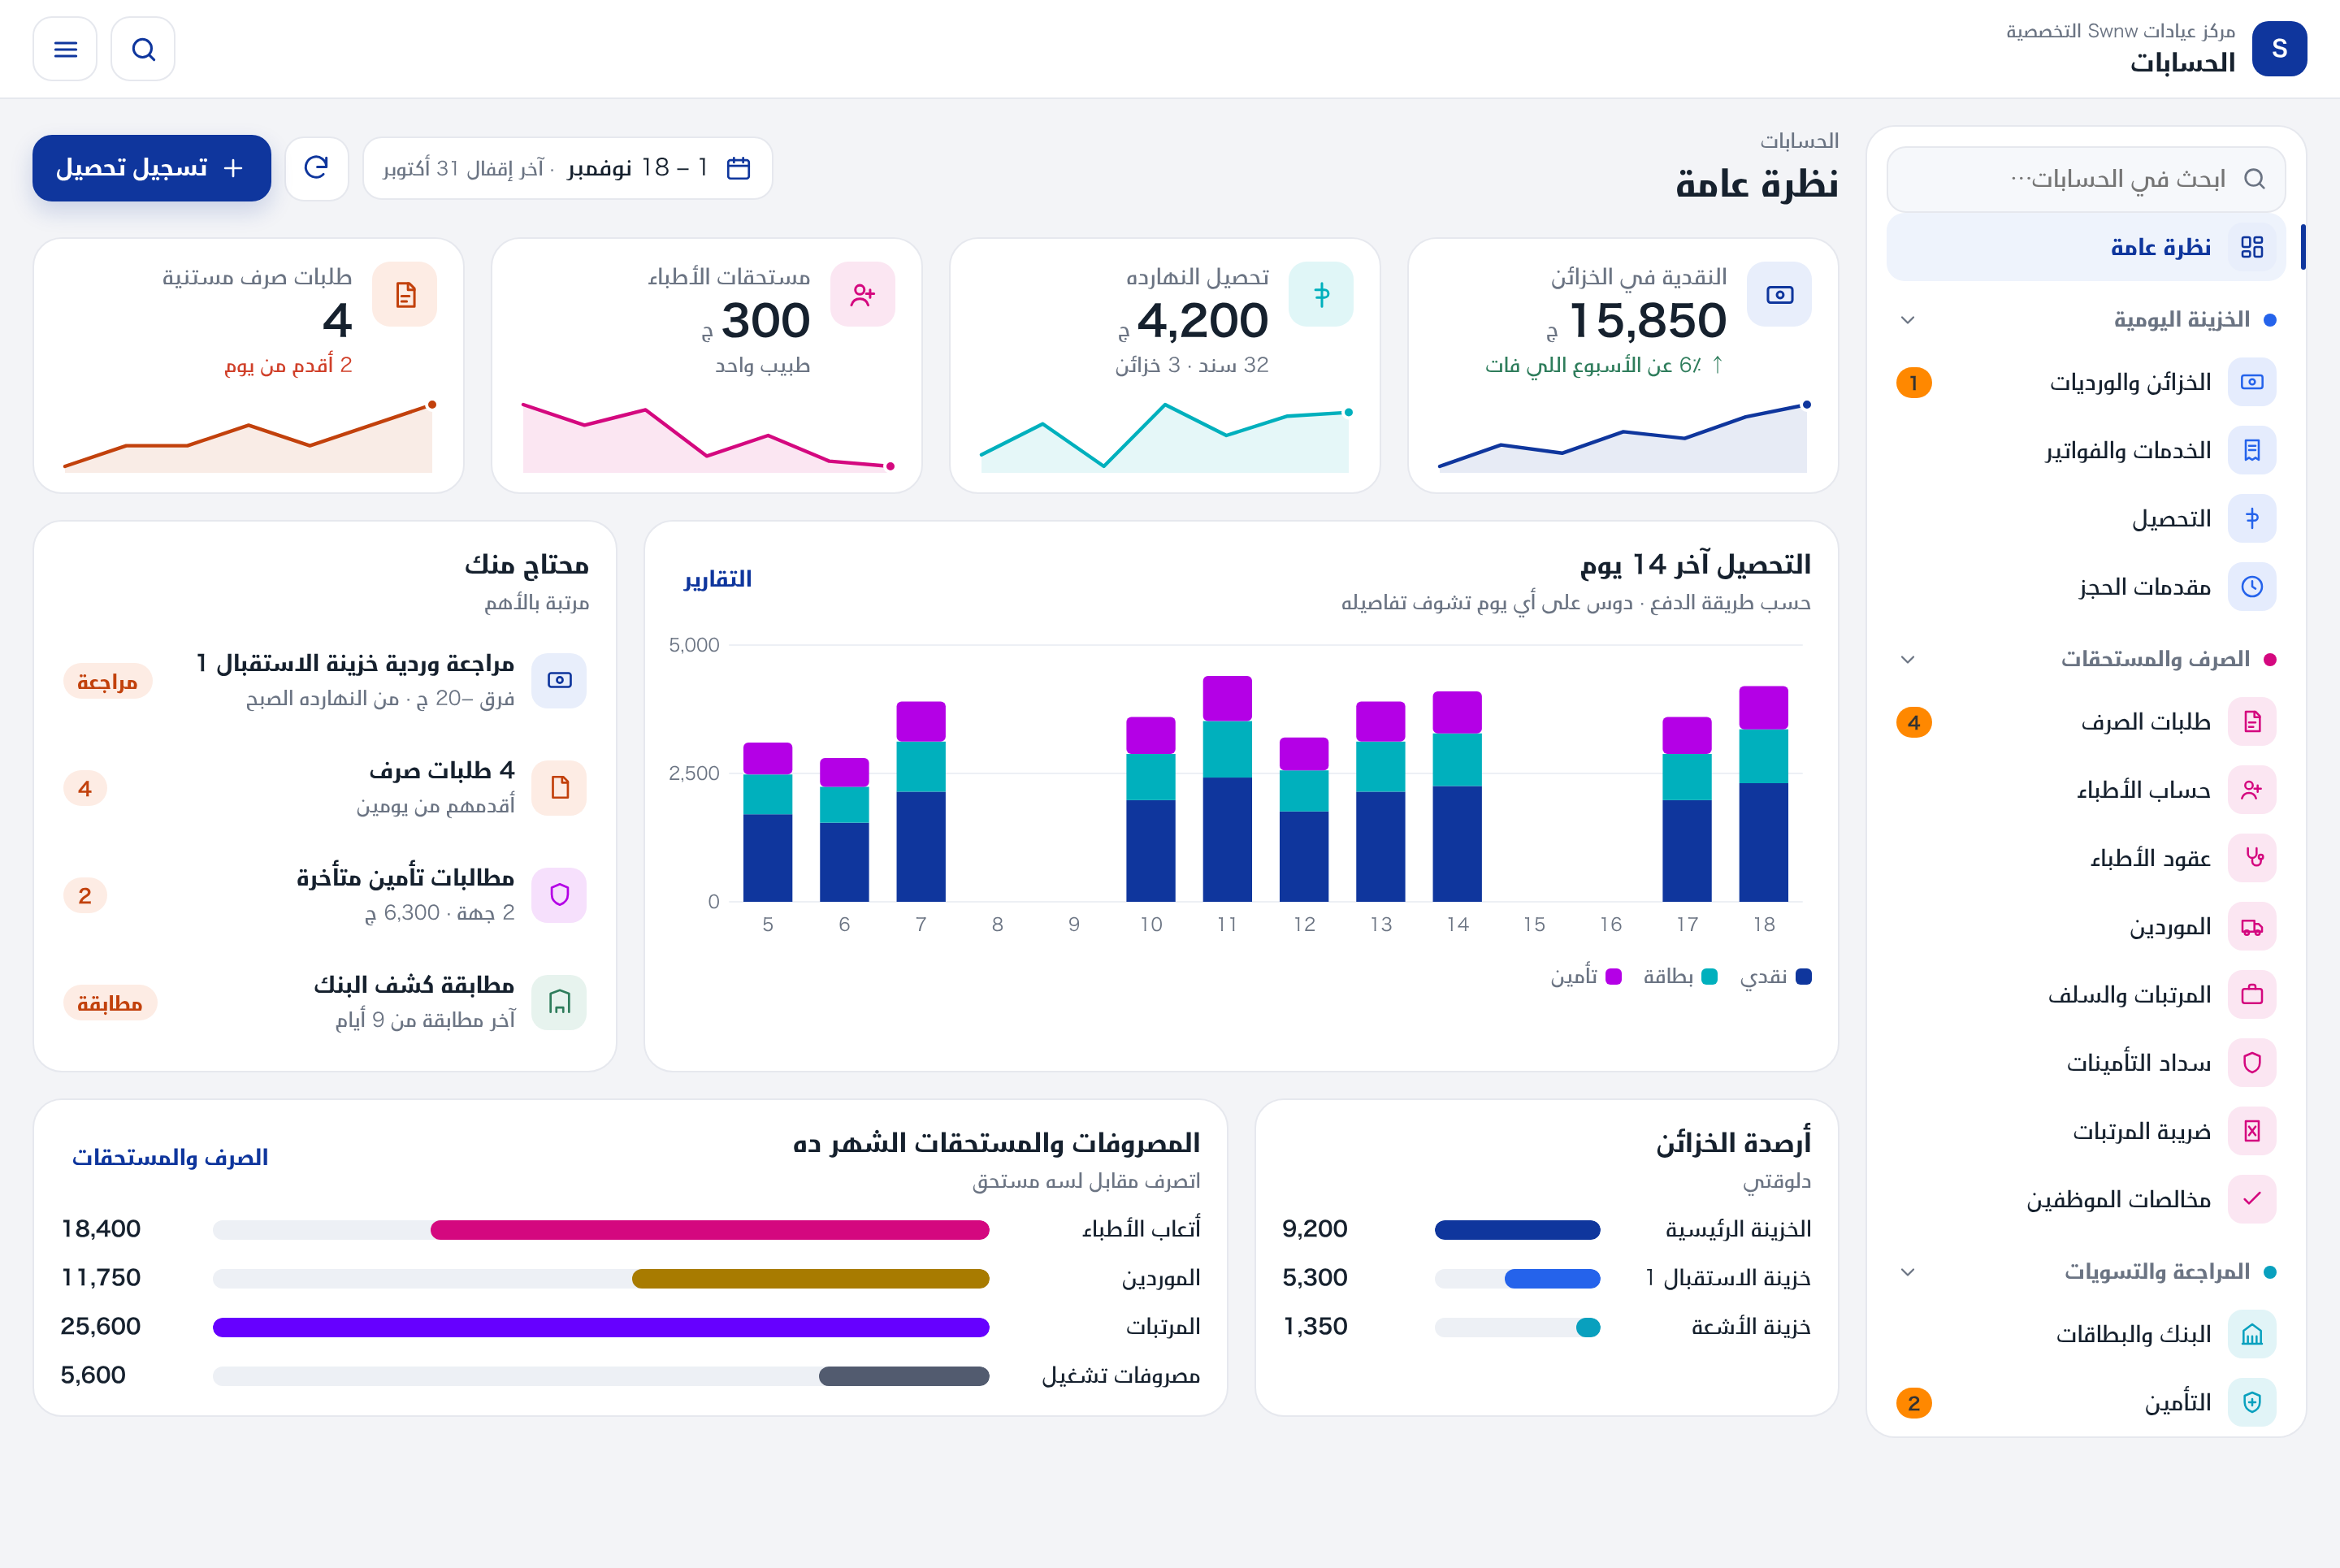 S
مركز عيادات Swnw التخصصية
الحسابات
ابحث في الحسابات...
نظرة عامة
الخزينة اليومية
الخزائن والورديات
1
الخدمات والفواتير
التحصيل
مقدمات الحجز
الصرف والمستحقات
طلبات الصرف
4
حساب الأطباء
عقود الأطباء
الموردين
المرتبات والسلف
سداد التأمينات
ضريبة المرتبات
مخالصات الموظفين
المراجعة والتسويات
البنك والبطاقات
التأمين
2
الحسابات
نظرة عامة
1 – 18 نوفمبر · آخر إقفال 31 أكتوبر
تسجيل تحصيل
النقدية في الخزائن
15,850 ج
↑ 6٪ عن الأسبوع اللي فات
تحصيل النهارده
4,200 ج
32 سند · 3 خزائن
مستحقات الأطباء
300 ج
طبيب واحد
طلبات صرف مستنية
4
2 أقدم من يوم
التحصيل آخر 14 يوم
حسب طريقة الدفع · دوس على أي يوم تشوف تفاصيله
التقارير
5,000
2,500
0
5 6 7 8 9 10 11 12 13 14 15 16 17 18
نقدي
بطاقة
تأمين
محتاج منك
مرتبة بالأهم
مراجعة وردية خزينة الاستقبال 1
فرق –20 ج · من النهارده الصبح
مراجعة
4 طلبات صرف
أقدمهم من يومين
4
مطالبات تأمين متأخرة
2 جهة · 6,300 ج
2
مطابقة كشف البنك
آخر مطابقة من 9 أيام
مطابقة
أرصدة الخزائن
دلوقتي
الخزينة الرئيسية
9,200
خزينة الاستقبال 1
5,300
خزينة الأشعة
1,350
المصروفات والمستحقات الشهر ده
اتصرف مقابل لسه مستحق
الصرف والمستحقات
أتعاب الأطباء
18,400
الموردين
11,750
المرتبات
25,600
مصروفات تشغيل
5,600